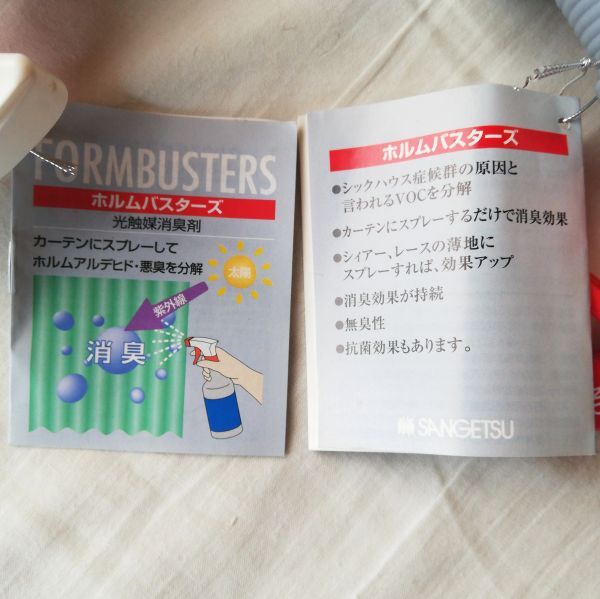 FORMBUSTERS
ホルムバスターズ
光触媒消臭剤
カーテンにスプレーして
ホルムアルデヒド・悪臭を分解
太陽
紫外線
消臭
ホルムバスターズ
●シックハウス症候群の原因と
言われるVOCを分解
●カーテンにスプレーするだけで消臭効果
●シィアー、レースの薄地に
スプレーすれば、効果アップ
●消臭効果が持続
●無臭性
●抗菌効果もあります。
SANGETSU